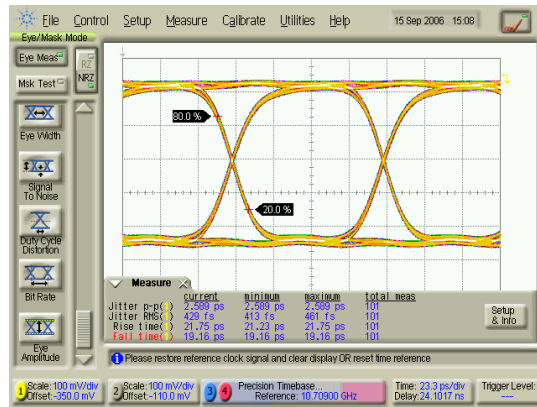 File Control Setup Measure Calibrate Utilities Help 15 Sep 2006 15:08
Eye/Mask Mode
Eye Meas
RZ
NRZ
Msk Test
Eye Width
Signal
To Noise
Duty Cycle
Distortion
Bit Rate
Eye
Amplitude
80.0 %
20.0 %
Measure
current minimum maximum total meas
Jitter p-p(1) 2.589 ps 2.589 ps 2.589 ps 101
Jitter RMS(1) 429 fs 413 fs 461 fs 101
Rise time(1) 21.75 ps 21.23 ps 21.75 ps 101
Fall time(1) 19.16 ps 19.16 ps 19.16 ps 101
Setup
& Info
Please restore reference clock signal and clear display OR reset time reference
1 Scale: 100 mV/div
Offset:-350.0 mV
2 Scale: 100 mV/div
Offset:-110.0 mV
3 4 Precision Timebase...
Reference: 10.70900 GHz
Time: 23.3 ps/div
Delay:24.1017 ns
Trigger Level:
---